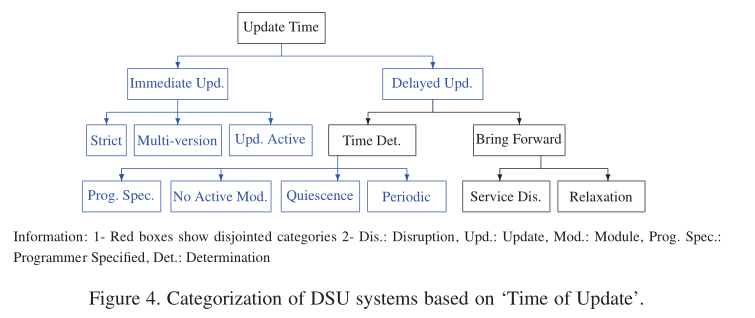 Update Time
Immediate Upd.
Delayed Upd.
Strict
Multi-version
Upd. Active
Time Det.
Bring Forward
Prog. Spec.
No Active Mod.
Quiescence
Periodic
Service Dis.
Relaxation
Information: 1- Red boxes show disjointed categories 2- Dis.: Disruption, Upd.: Update, Mod.: Module, Prog. Spec.:
Programmer Specified, Det.: Determination
Figure 4. Categorization of DSU systems based on ‘Time of Update’.